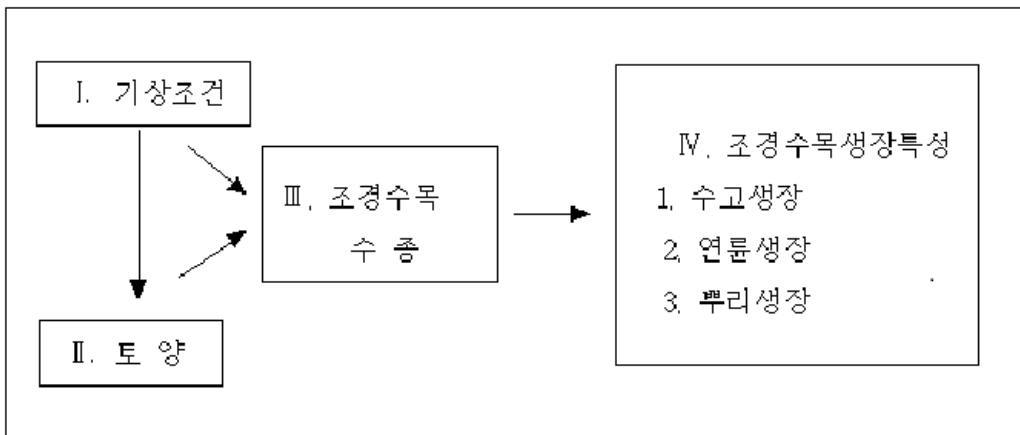 Ⅰ. 기상조건
Ⅳ. 조경수목생장특성
Ⅲ. 조경수목
수 종
1. 수고생장
2. 연륜생장
3. 뿌리생장
Ⅱ. 토 양